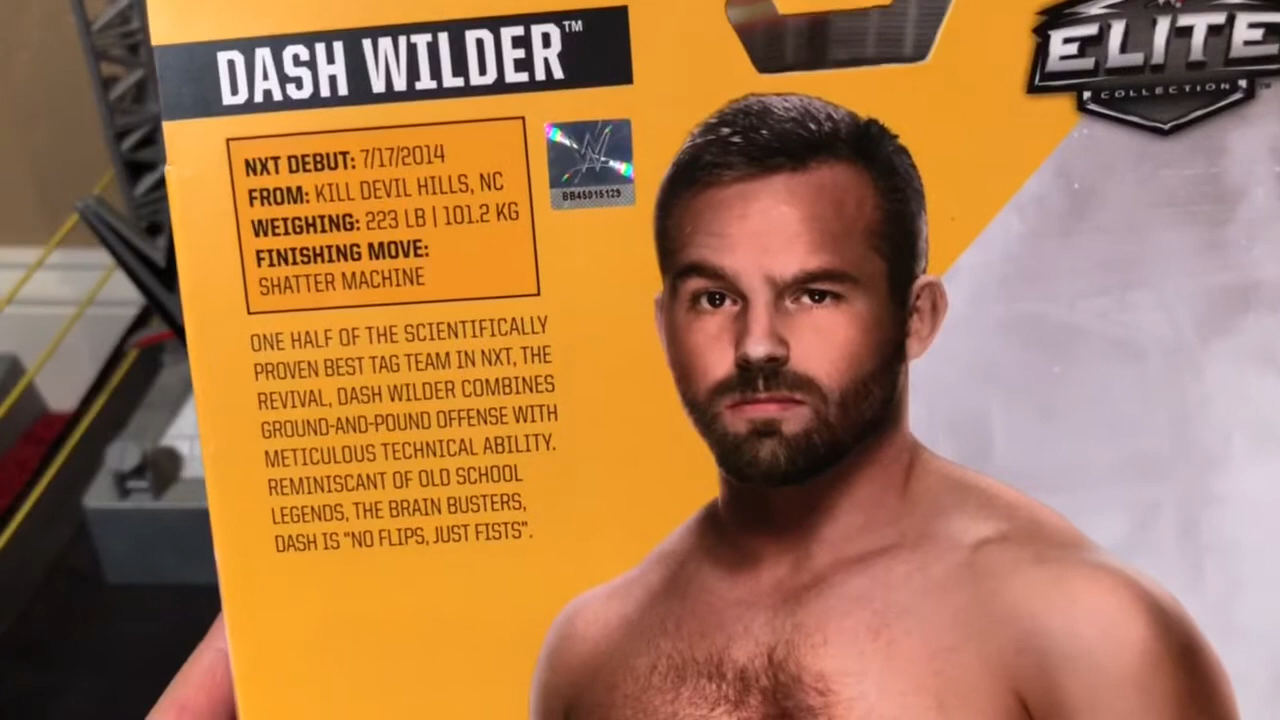 DASH WILDER™
ELITE
COLLECTION
NXT DEBUT: 7/17/2014
FROM: KILL DEVIL HILLS, NC
WEIGHING: 223 LB | 101.2 KG
FINISHING MOVE:
SHATTER MACHINE
W
BB45015129
ONE HALF OF THE SCIENTIFICALLY
PROVEN BEST TAG TEAM IN NXT, THE
REVIVAL, DASH WILDER COMBINES
GROUND-AND-POUND OFFENSE WITH
METICULOUS TECHNICAL ABILITY.
REMINISCANT OF OLD SCHOOL
LEGENDS, THE BRAIN BUSTERS,
DASH IS "NO FLIPS, JUST FISTS".